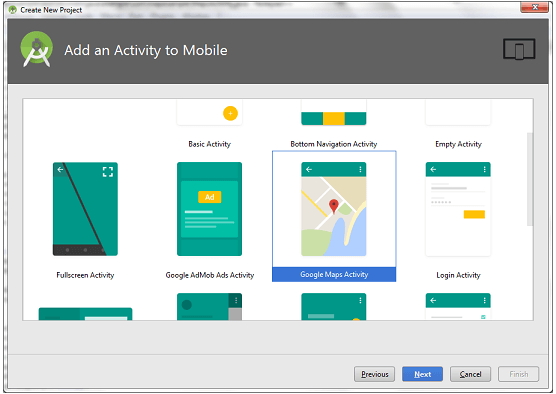 Create New Project
Add an Activity to Mobile
Basic Activity
Bottom Navigation Activity
Empty Activity
Ad
Fullscreen Activity
Google AdMob Ads Activity
Google Maps Activity
Login Activity
Previous
Next
Cancel
Finish